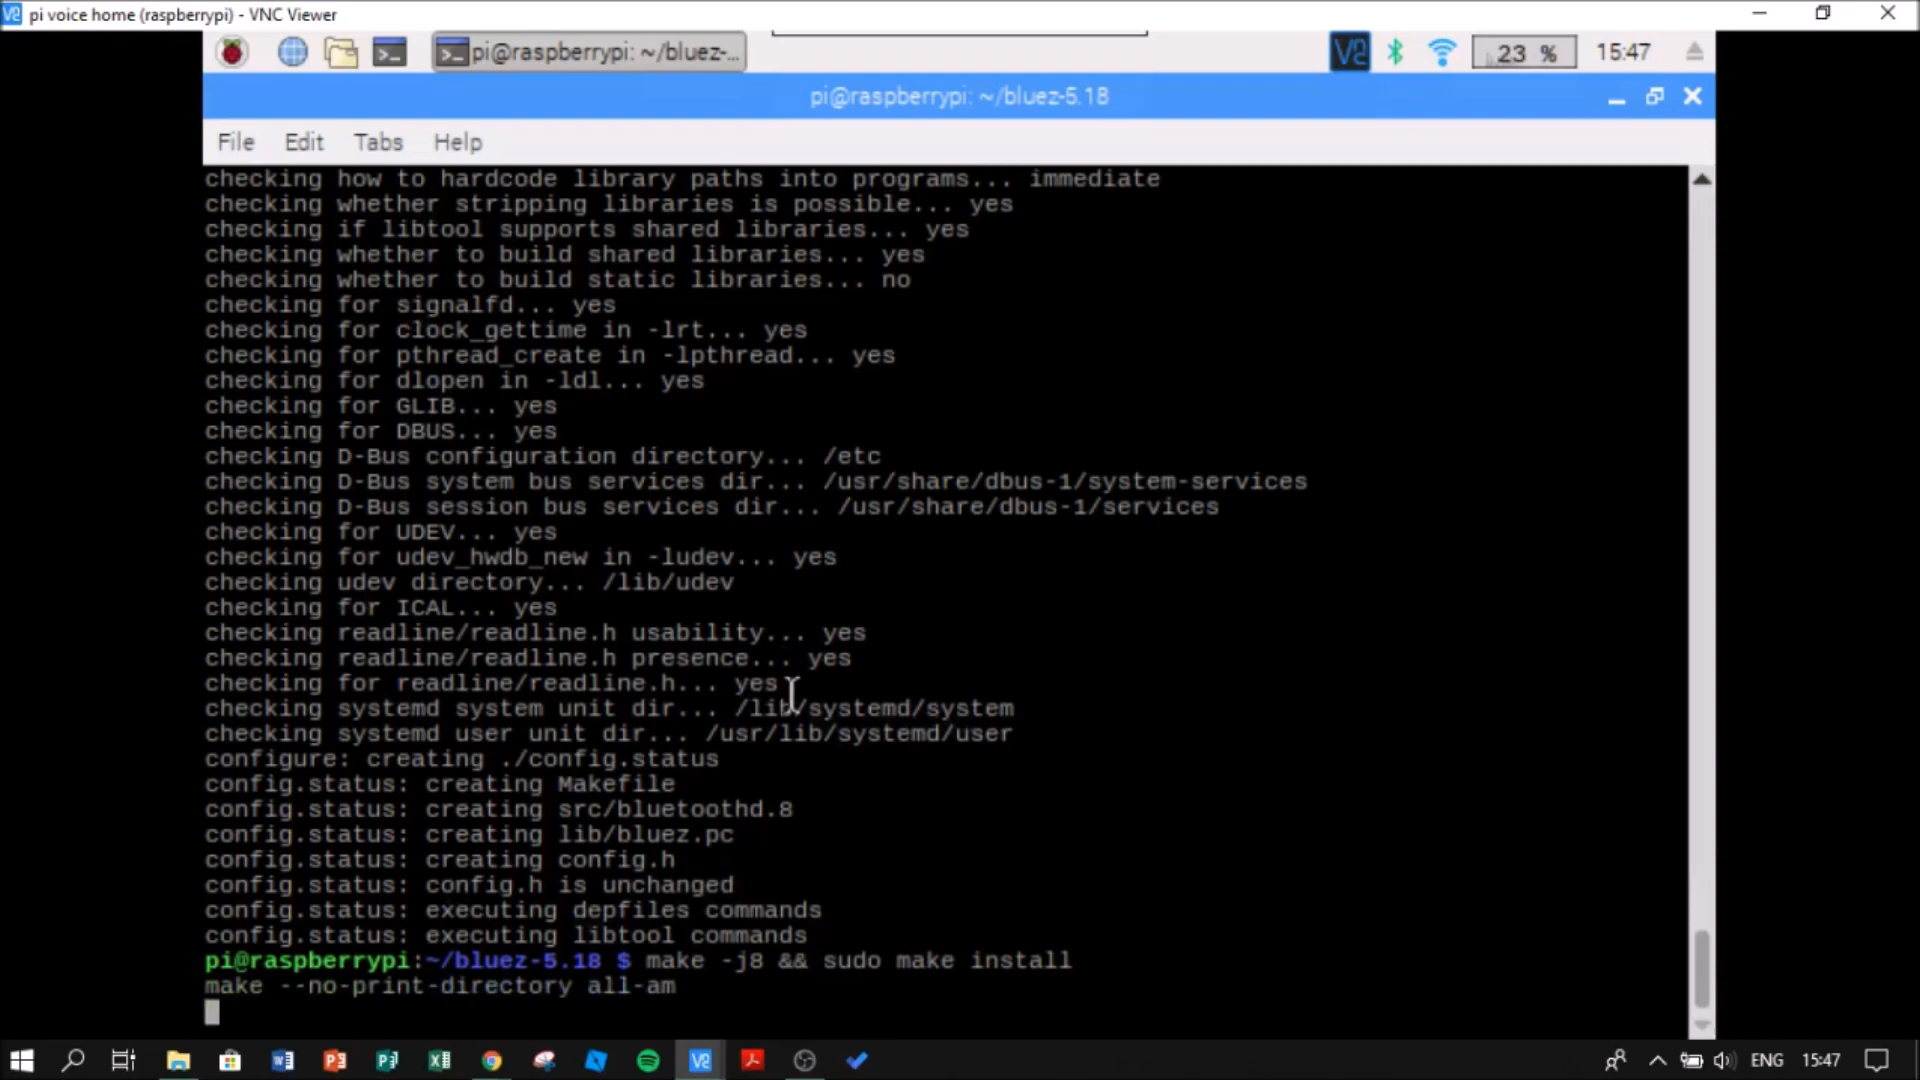 pi voice home (raspberrypi) - VNC Viewer
pi@raspberrypi: ~/bluez-...
23 %
15:47
pi@raspberrypi: ~/bluez-5.18
File Edit Tabs Help
checking how to hardcode library paths into programs... immediate
checking whether stripping libraries is possible... yes
checking if libtool supports shared libraries... yes
checking whether to build shared libraries... yes
checking whether to build static libraries... no
checking for signalfd... yes
checking for clock_gettime in -lrt... yes
checking for pthread_create in -lpthread... yes
checking for dlopen in -ldl... yes
checking for GLIB... yes
checking for DBUS... yes
checking D-Bus configuration directory... /etc
checking D-Bus system bus services dir... /usr/share/dbus-1/system-services
checking D-Bus session bus services dir... /usr/share/dbus-1/services
checking for UDEV... yes
checking for udev_hwdb_new in -ludev... yes
checking udev directory... /lib/udev
checking for ICAL... yes
checking readline/readline.h usability... yes
checking readline/readline.h presence... yes
checking for readline/readline.h... yes
checking systemd system unit dir... /lib/systemd/system
checking systemd user unit dir... /usr/lib/systemd/user
configure: creating ./config.status
config.status: creating Makefile
config.status: creating src/bluetoothd.8
config.status: creating lib/bluez.pc
config.status: creating config.h
config.status: config.h is unchanged
config.status: executing depfiles commands
config.status: executing libtool commands
pi@raspberrypi:~/bluez-5.18 $ make -j8 && sudo make install
make --no-print-directory all-am
ENG 15:47